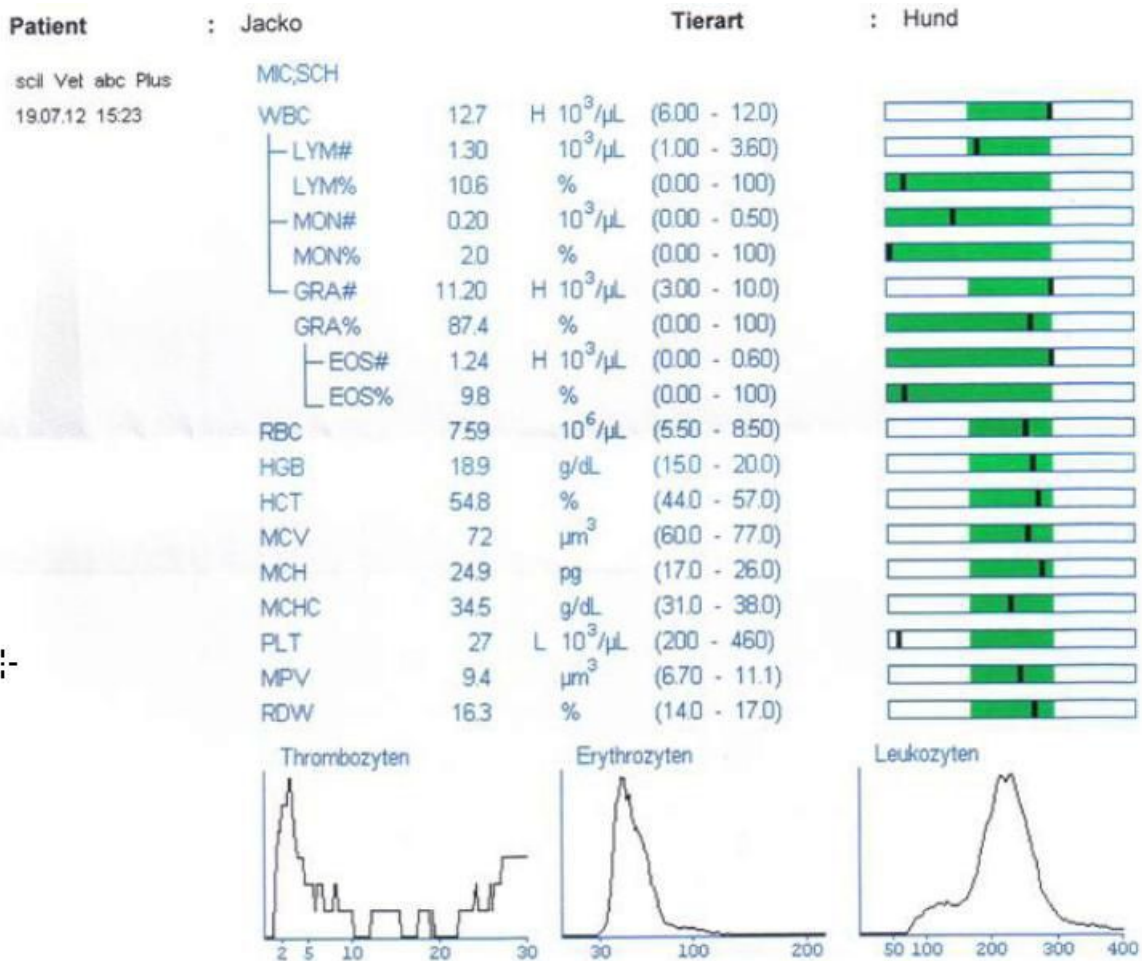 Patient : Jacko Tierart : Hund
scil Vet abc Plus MIC;SCH
19.07.12 15:23
WBC 12.7 H 10³/µL (6.00 - 12.0)
LYM# 1.30 10³/µL (1.00 - 3.60)
LYM% 10.6 % (0.00 - 100)
MON# 0.20 10³/µL (0.00 - 0.50)
MON% 2.0 % (0.00 - 100)
GRA# 11.20 H 10³/µL (3.00 - 10.0)
GRA% 87.4 % (0.00 - 100)
EOS# 1.24 H 10³/µL (0.00 - 0.60)
EOS% 9.8 % (0.00 - 100)
RBC 7.59 10⁶/µL (5.50 - 8.50)
HGB 18.9 g/dL (15.0 - 20.0)
HCT 54.8 % (44.0 - 57.0)
MCV 72 µm³ (60.0 - 77.0)
MCH 24.9 pg (17.0 - 26.0)
MCHC 34.5 g/dL (31.0 - 38.0)
PLT 27 L 10³/µL (200 - 460)
MPV 9.4 µm³ (6.70 - 11.1)
RDW 16.3 % (14.0 - 17.0)
Thrombozyten Erythrozyten Leukozyten
2 5 10 20 30 30 100 200 50 100 200 300 400